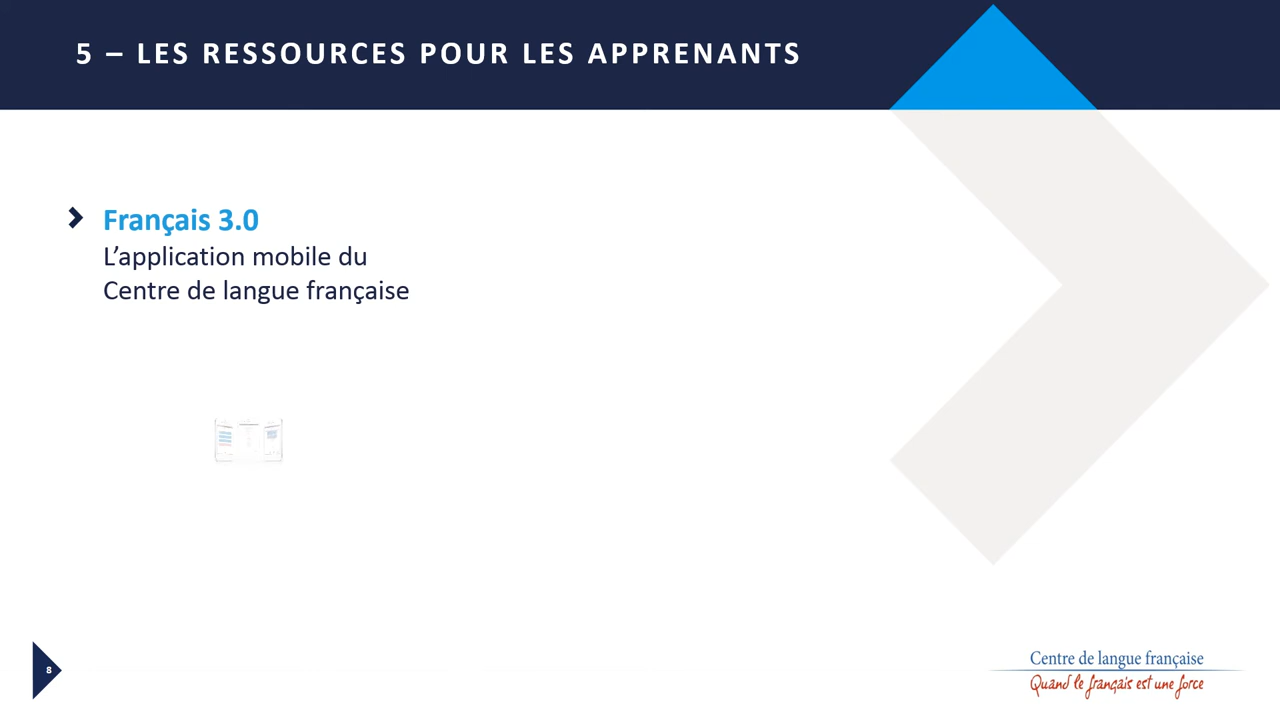 5 – LES RESSOURCES POUR LES APPRENANTS
Français 3.0
L’application mobile du
Centre de langue française
8
Centre de langue française
Quand le français est une force